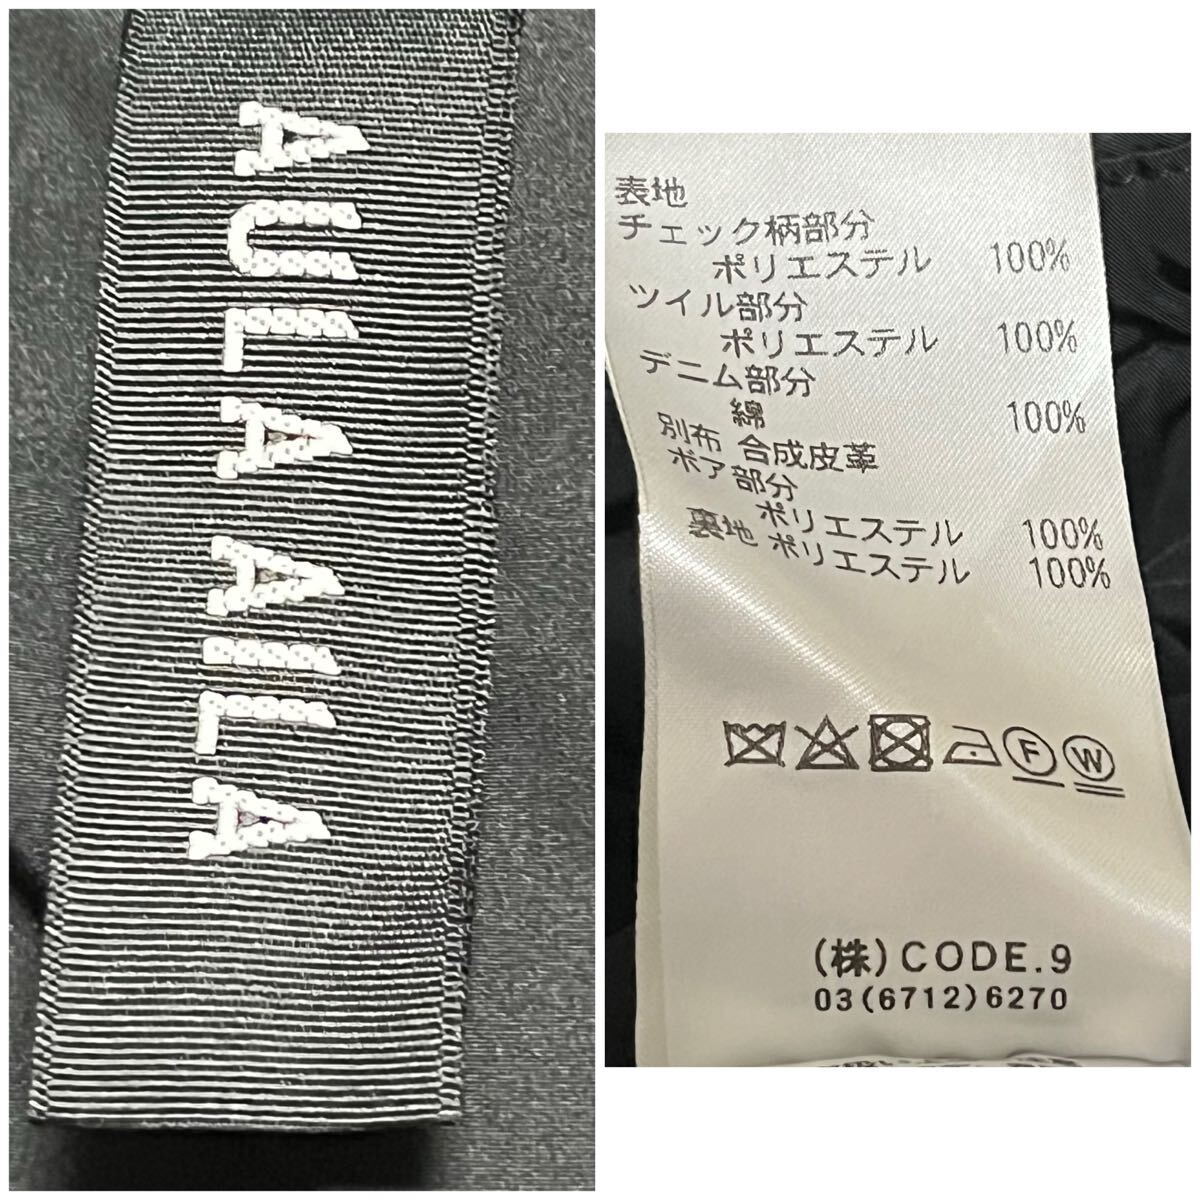 AULA AILA
表地
チェック柄部分
ポリエステル 100%
ツイル部分
ポリエステル 100%
デニム部分
綿 100%
別布 合成皮革
ボア部分
ポリエステル 100%
裏地 ポリエステル 100%
F W
(株)CODE.9
03(6712)6270